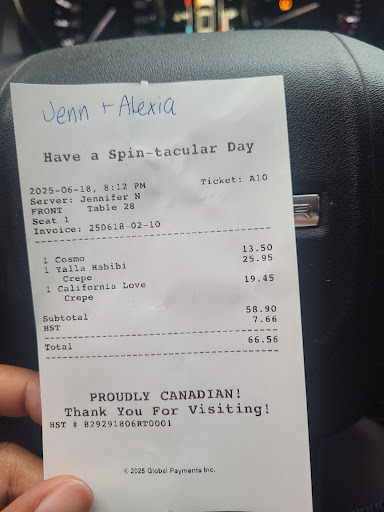 Jenn + Alexia
Have a Spin-tacular Day
2025-06-18, 8:12 PM Ticket: A10
Server: Jennifer N
FRONT Table 28
Seat 1
Invoice: 250618-02-10
1 Cosmo 13.50
1 Yalla Habibi 25.95
Crepe
1 California Love 19.45
Crepe
Subtotal 58.90
HST 7.66
Total 66.56
PROUDLY CANADIAN!
Thank You For Visiting!
HST # 829291806RT0001
© 2025 Global Payments Inc.